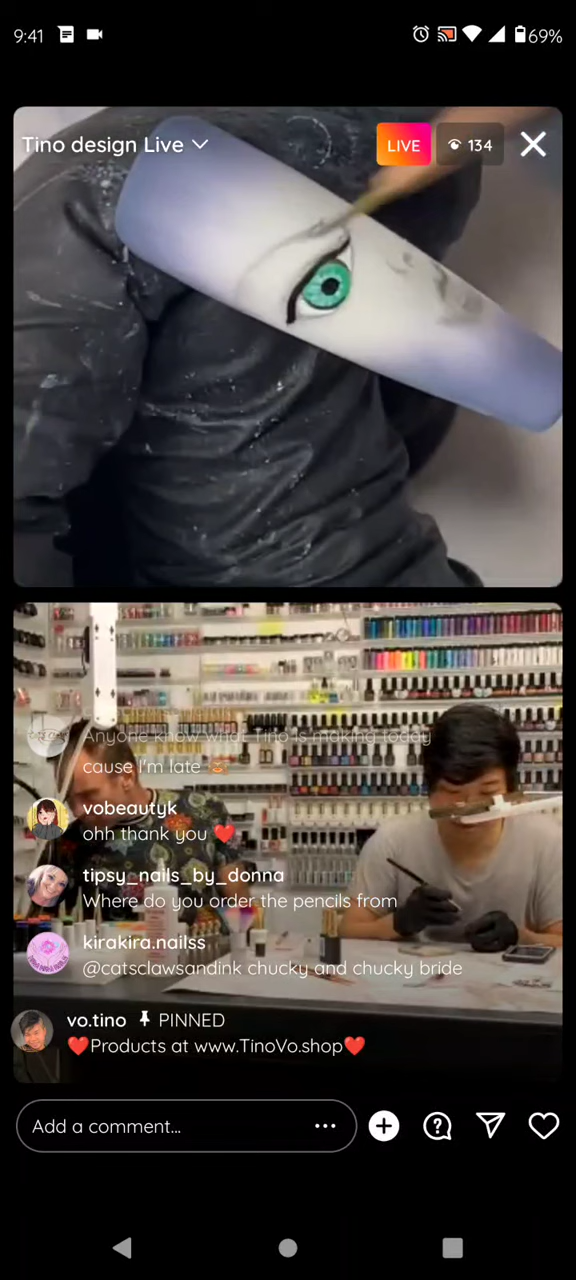 9:41
69%
Tino design Live
LIVE
134
Anyone know what Tino is making today
cause I'm late
vobeautyk
ohh thank you ❤️
tipsy_nails_by_donna
Where do you order the pencils from
kirakira.nailss
@catsclawsandink chucky and chucky bride
vo.tino PINNED
❤️Products at www.TinoVo.shop❤️
Add a comment...